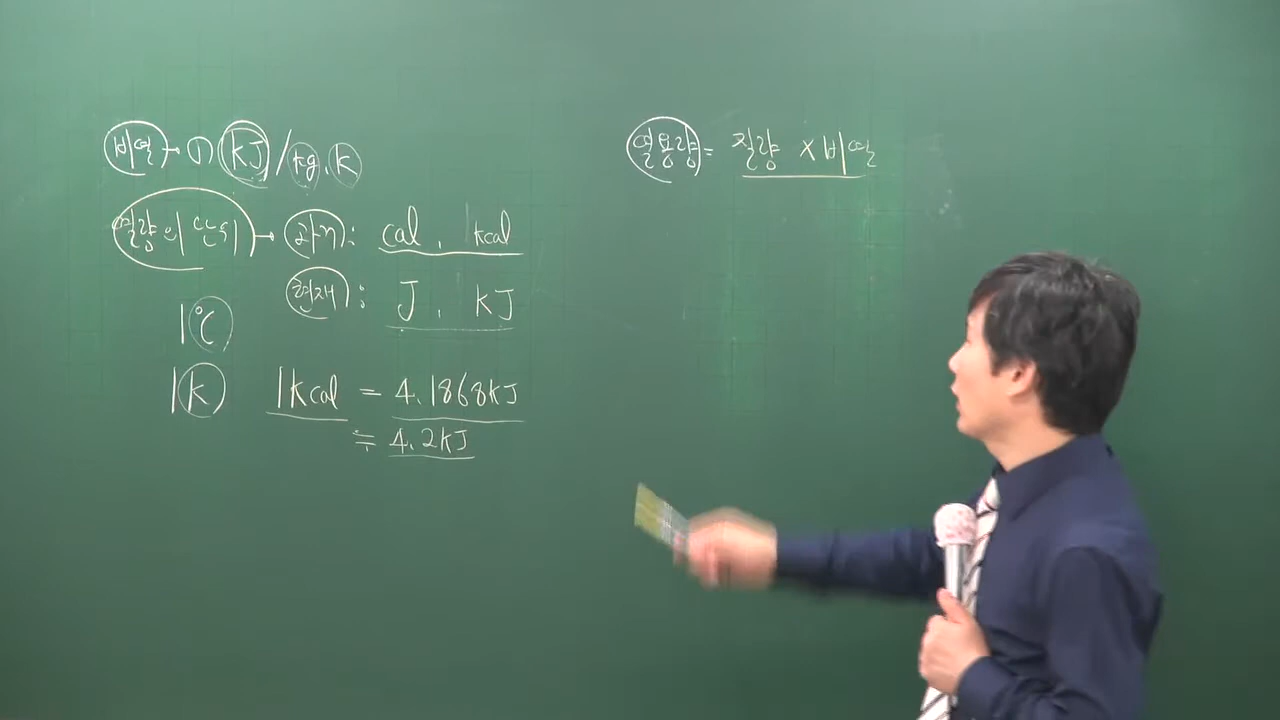 비열 → ① kJ/kg.K
열량의 단위 → 과거 : cal, kcal
현재 : J, kJ
1℃
1K
1kcal = 4.1868kJ
≒ 4.2kJ
열용량 = 질량 × 비열